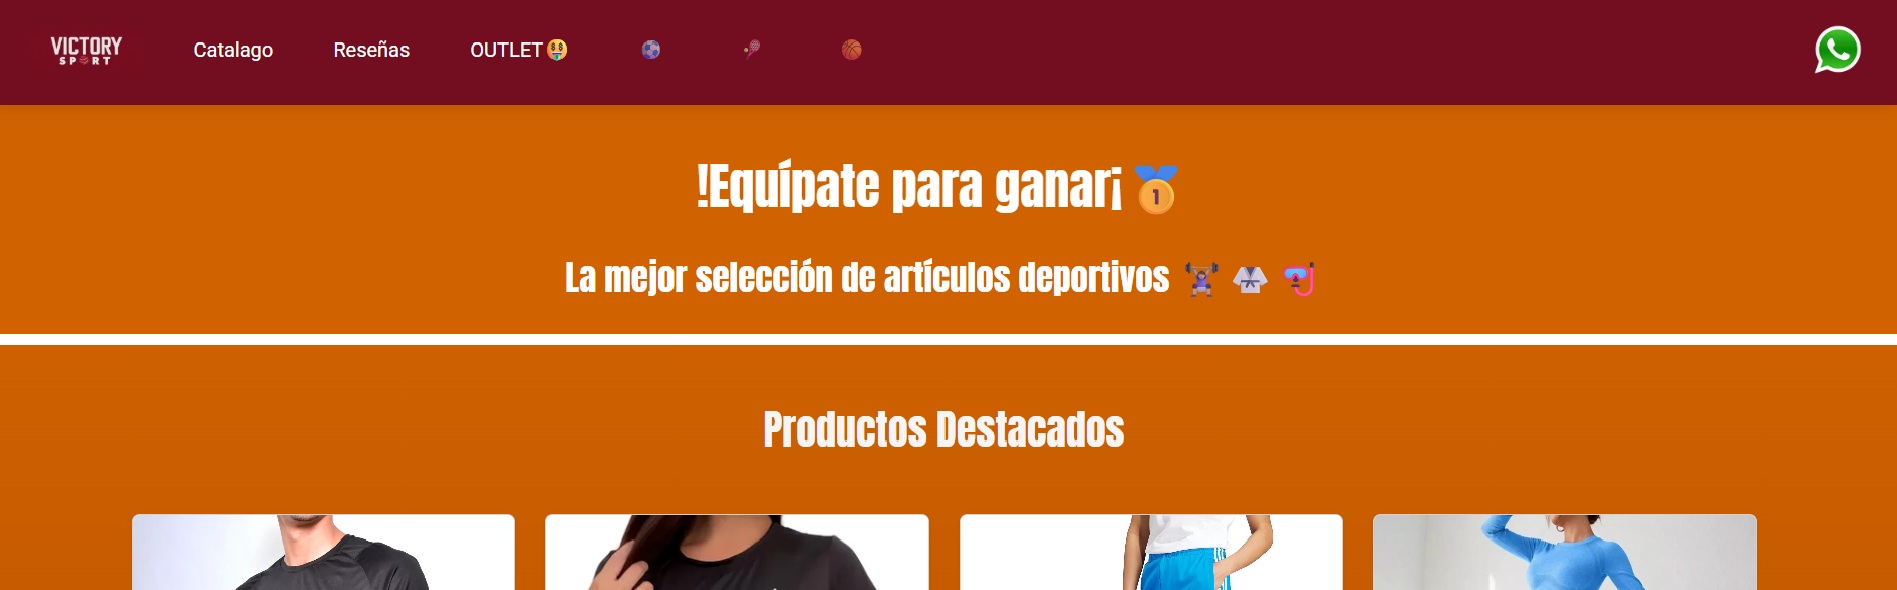 VICTORY
SPORT
Catalago
Reseñas
OUTLET🤑
⚽
🎾
🏀
!Equípate para ganar¡ 🥇
La mejor selección de artículos deportivos 🏋️ 🥋 🤿
Productos Destacados